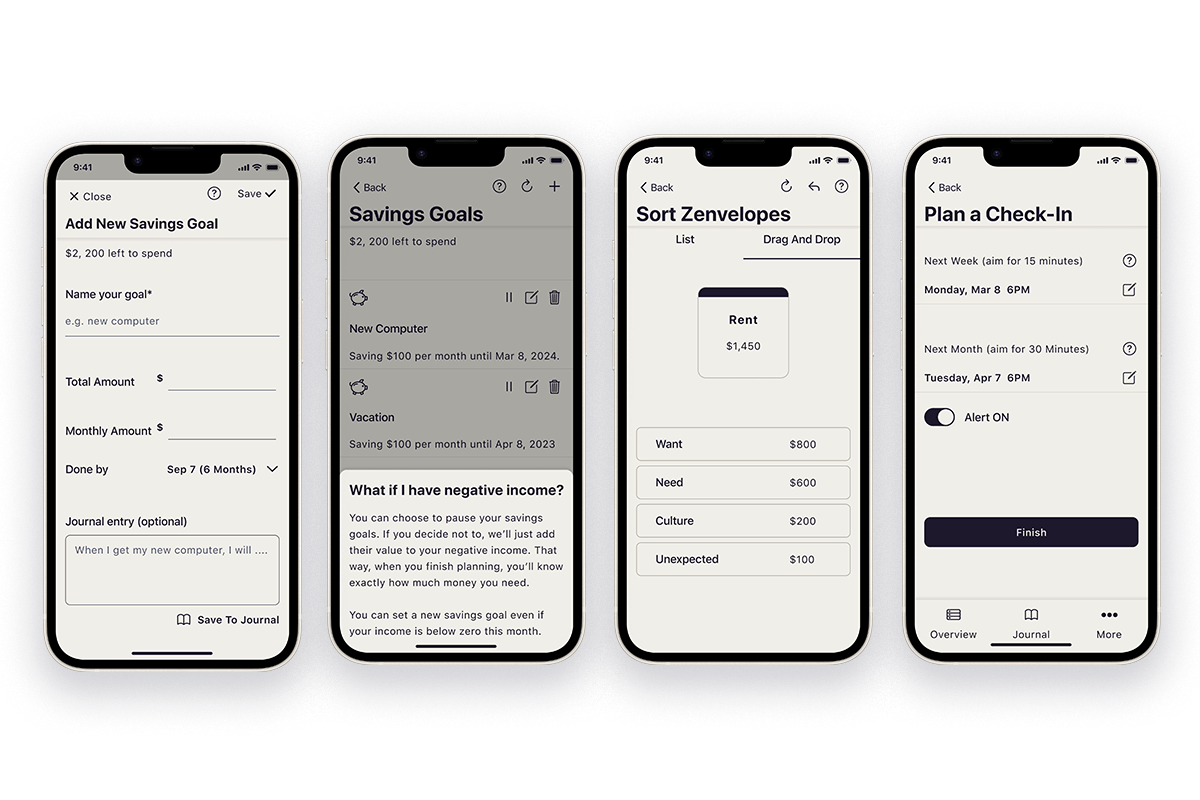 9:41
Close
Save
Add New Savings Goal
$2, 200 left to spend
Name your goal*
e.g. new computer
Total Amount $
Monthly Amount $
Done by Sep 7 (6 Months)
Journal entry (optional)
When I get my new computer, I will ....
Save To Journal
9:41
Back
Savings Goals
$2, 200 left to spend
New Computer
Saving $100 per month until Mar 8, 2024.
Vacation
Saving $100 per month until Apr 8, 2023
What if I have negative income?
You can choose to pause your savings
goals. If you decide not to, we’ll just add
their value to your negative income. That
way, when you finish planning, you’ll know
exactly how much money you need.
You can set a new savings goal even if
your income is below zero this month.
9:41
Back
Sort Zenvelopes
List Drag And Drop
Rent
$1,450
Want $800
Need $600
Culture $200
Unexpected $100
9:41
Back
Plan a Check-In
Next Week (aim for 15 minutes)
Monday, Mar 8 6PM
Next Month (aim for 30 Minutes)
Tuesday, Apr 7 6PM
Alert ON
Finish
Overview Journal More